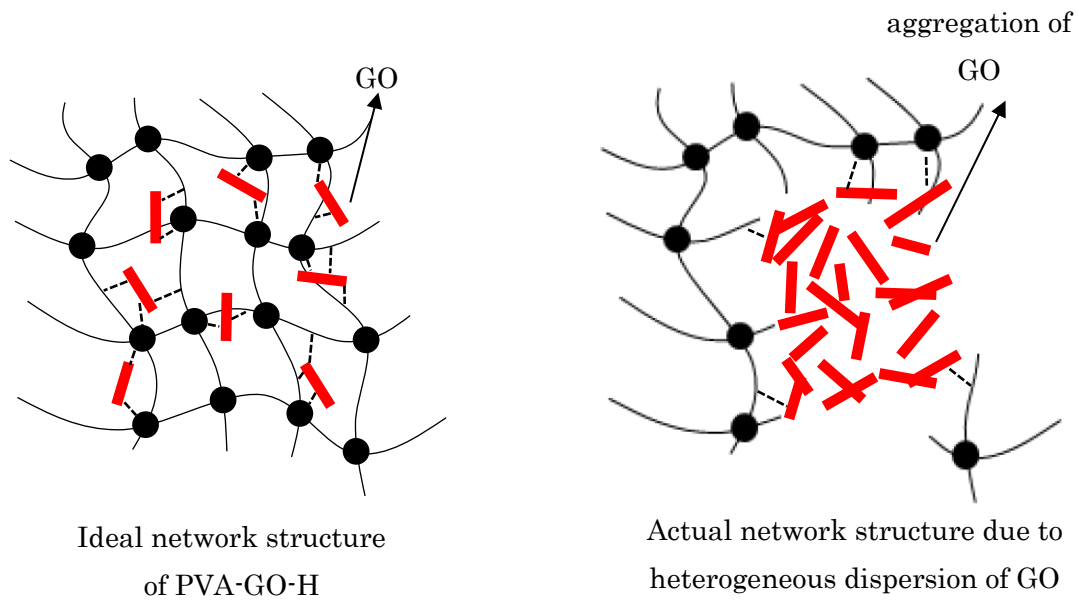 GO
Ideal network structure
of PVA-GO-H
aggregation of
GO
Actual network structure due to
heterogeneous dispersion of GO